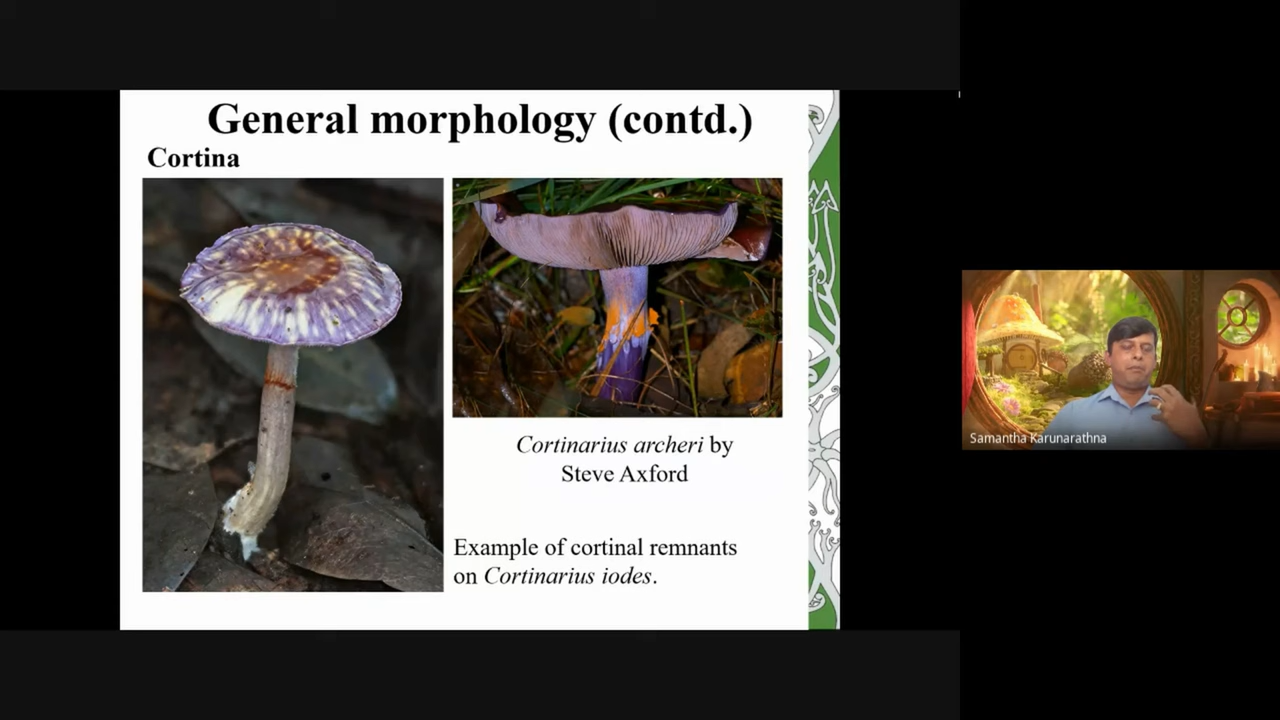 General morphology (contd.)
Cortina
Cortinarius archeri by
Steve Axford
Example of cortinal remnants
on Cortinarius iodes.
Samantha Karunarathna